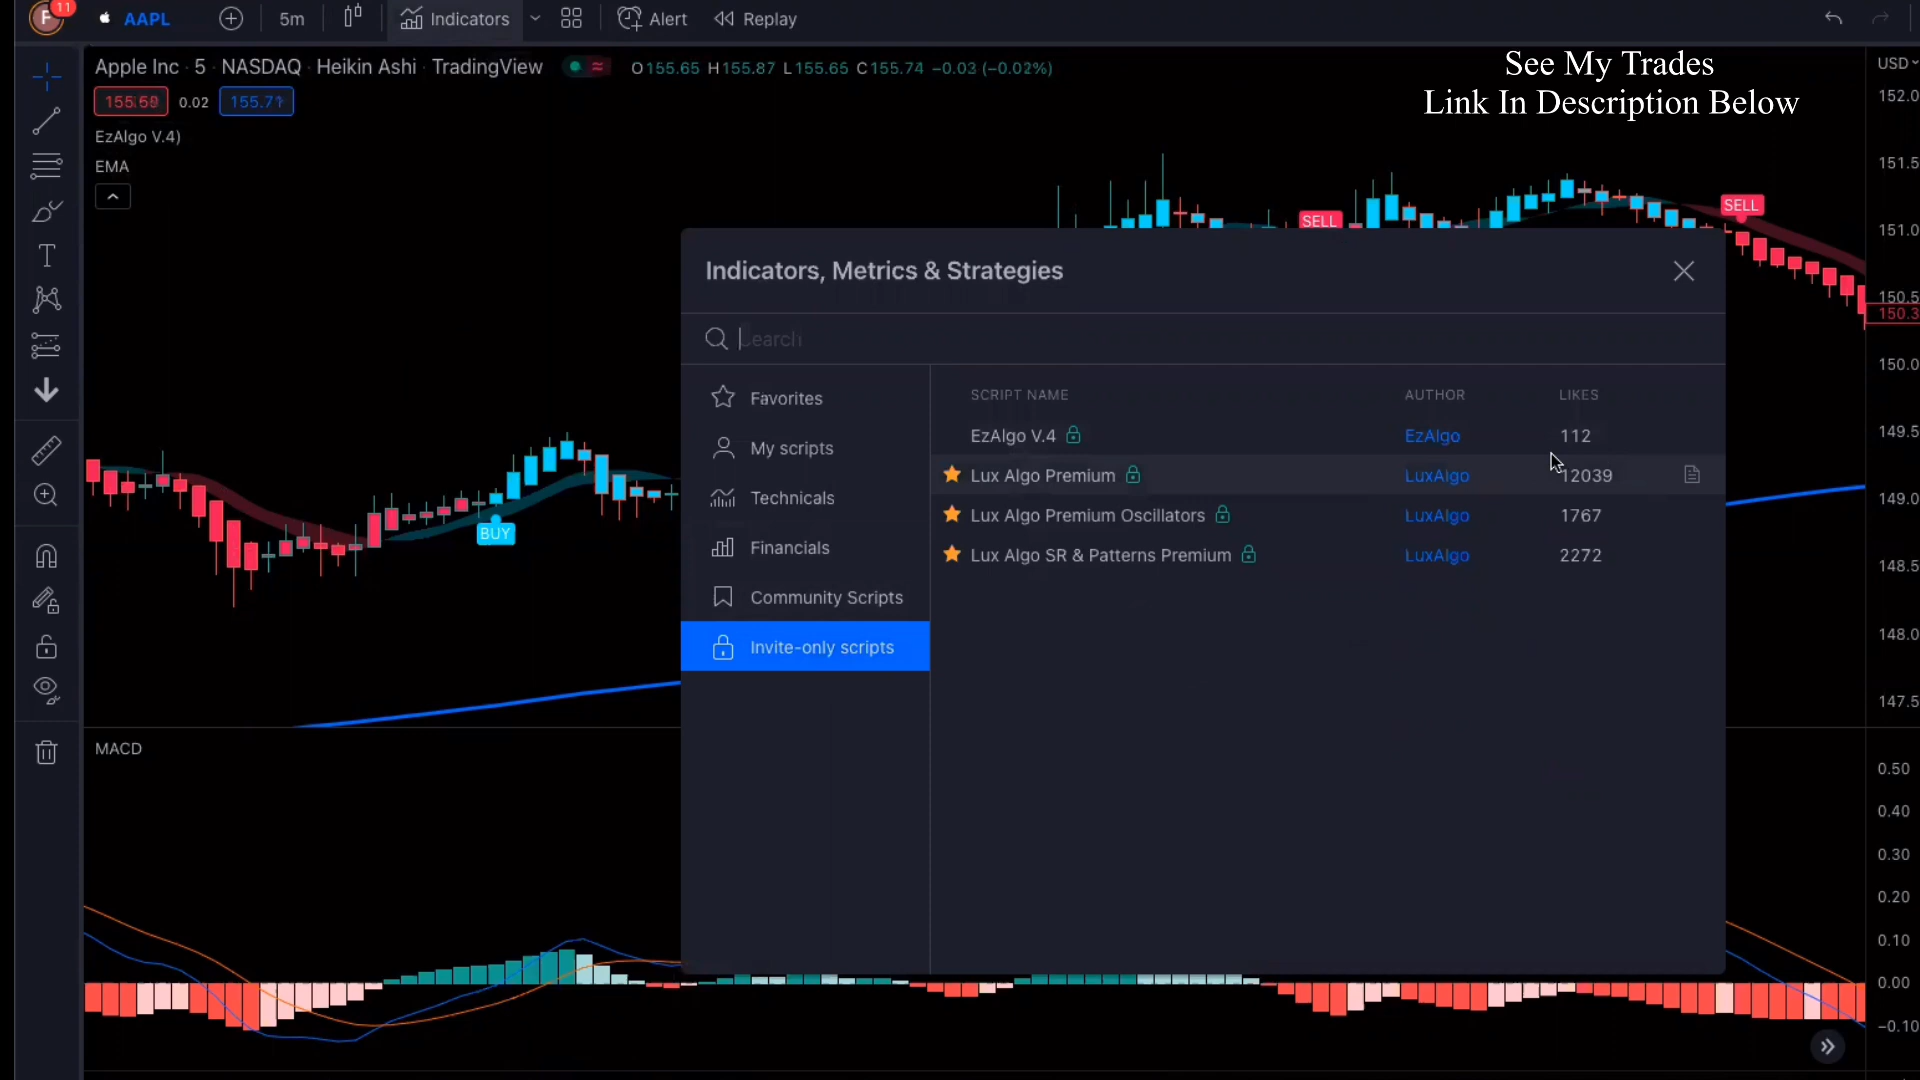 F 11 AAPL 5m Indicators Alert Replay
Apple Inc · 5 · NASDAQ · Heikin Ashi · TradingView O155.65 H155.87 L155.65 C155.74 −0.03 (−0.02%)
See My Trades
Link In Description Below
USD
0.02 155.71
EzAlgo V.4)
EMA
152.0
151.5
151.0
150.5
150.3
150.0
149.5
149.0
148.5
148.0
147.5
SELL
SELL
BUY
Indicators, Metrics & Strategies
Search
Favorites
My scripts
Technicals
Financials
Community Scripts
Invite-only scripts
SCRIPT NAME AUTHOR LIKES
EzAlgo V.4 EzAlgo 112
Lux Algo Premium LuxAlgo 12039
Lux Algo Premium Oscillators LuxAlgo 1767
Lux Algo SR & Patterns Premium LuxAlgo 2272
MACD
0.50
0.40
0.30
0.20
0.10
0.00
−0.10